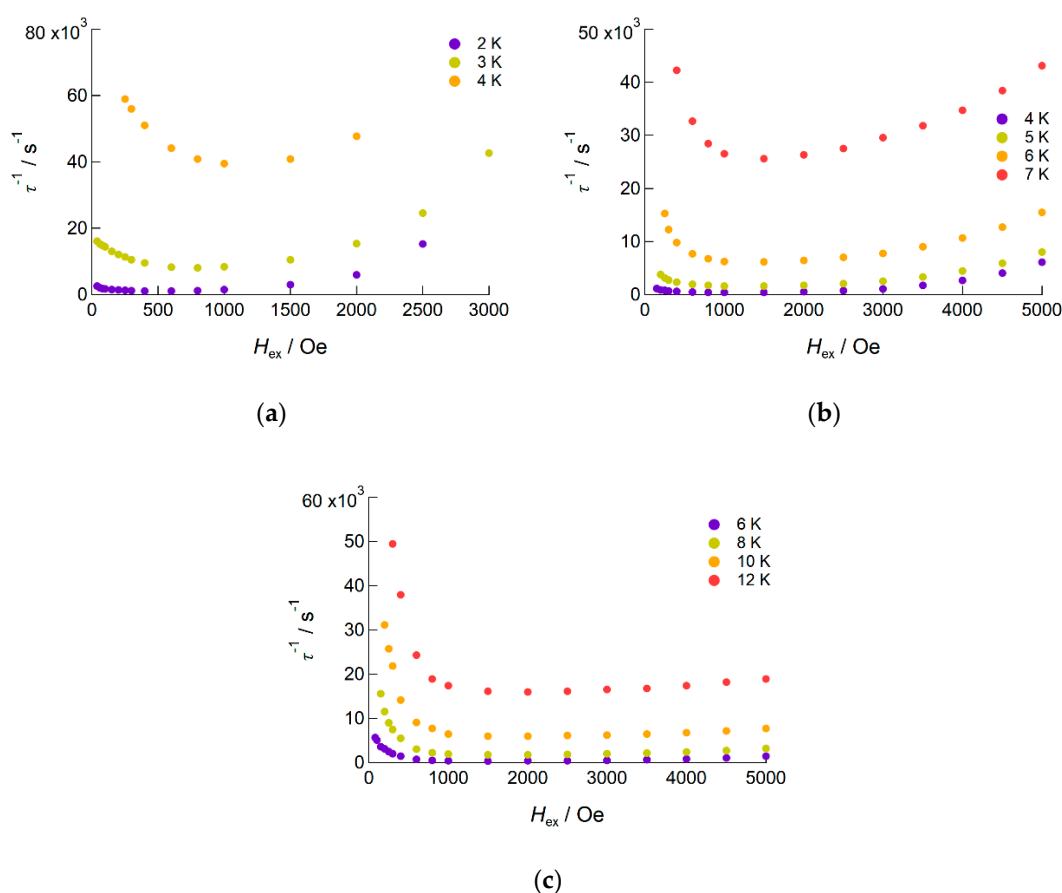 80 x10³
60
40
20
0
τ⁻¹ / s⁻¹
2 K
3 K
4 K
0 500 1000 1500 2000 2500 3000
Hex / Oe
(a)
50 x10³
40
30
20
10
0
τ⁻¹ / s⁻¹
4 K
5 K
6 K
7 K
0 1000 2000 3000 4000 5000
Hex / Oe
(b)
60 x10³
50
40
30
20
10
0
τ⁻¹ / s⁻¹
6 K
8 K
10 K
12 K
0 1000 2000 3000 4000 5000
Hex / Oe
(c)